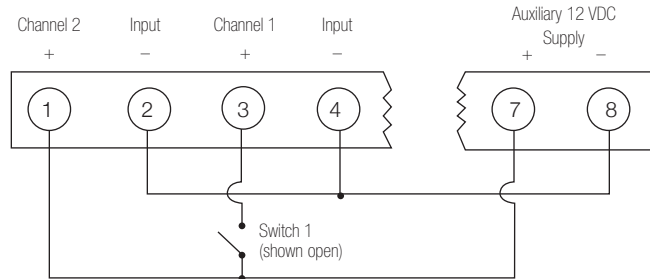 Channel 2 Input Channel 1 Input Auxiliary 12 VDC
Supply
+ − + − + −
1 2 3 4 7 8
Switch 1
(shown open)